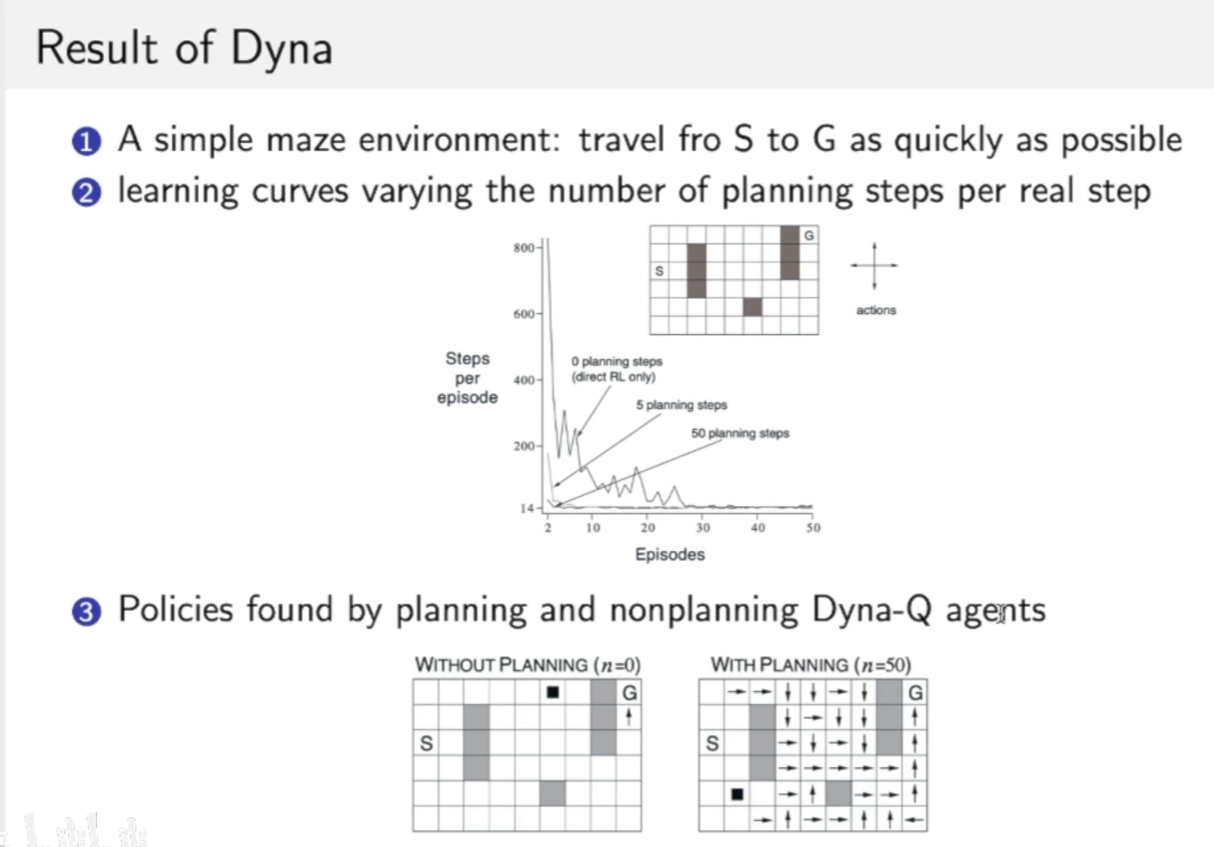 Result of Dyna
1 A simple maze environment: travel fro S to G as quickly as possible
2 learning curves varying the number of planning steps per real step
G
S
actions
800
600
400
200
14
Steps
per
episode
0 planning steps
(direct RL only)
5 planning steps
50 planning steps
2 10 20 30 40 50
Episodes
3 Policies found by planning and nonplanning Dyna-Q agents
WITHOUT PLANNING (n=0)
G
S
WITH PLANNING (n=50)
G
S